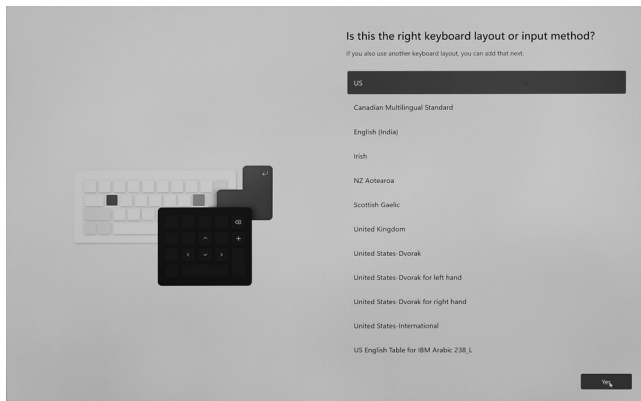 Is this the right keyboard layout or input method?
If you also use another keyboard layout, you can add that next.
US
Canadian Multilingual Standard
English (India)
Irish
NZ Aotearoa
Scottish Gaelic
United Kingdom
United States-Dvorak
United States-Dvorak for left hand
United States-Dvorak for right hand
United States-International
US English Table for IBM Arabic 238_L
Yes